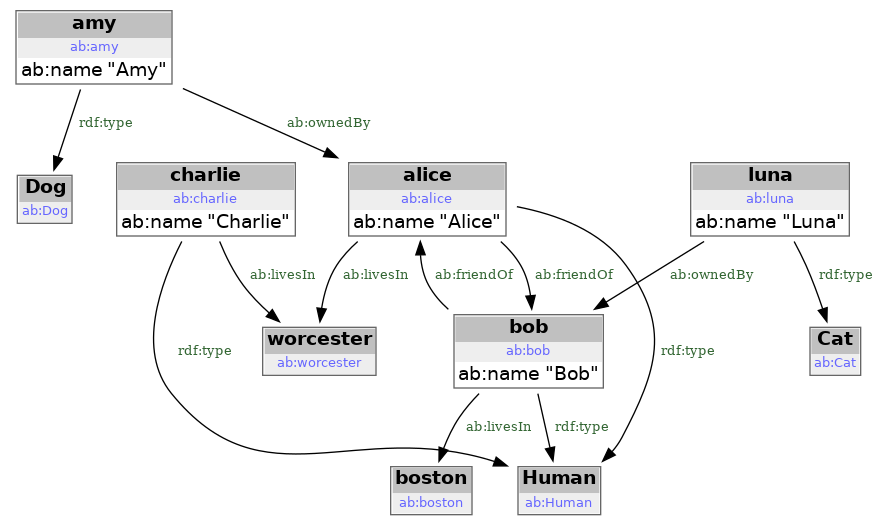 amy
ab:amy
ab:name "Amy"
rdf:type
ab:ownedBy
Dog
ab:Dog
charlie
ab:charlie
ab:name "Charlie"
alice
ab:alice
ab:name "Alice"
luna
ab:luna
ab:name "Luna"
ab:livesIn
ab:livesIn
ab:friendOf
ab:friendOf
ab:ownedBy
rdf:type
worcester
ab:worcester
bob
ab:bob
ab:name "Bob"
Cat
ab:Cat
rdf:type
rdf:type
ab:livesIn
rdf:type
boston
ab:boston
Human
ab:Human